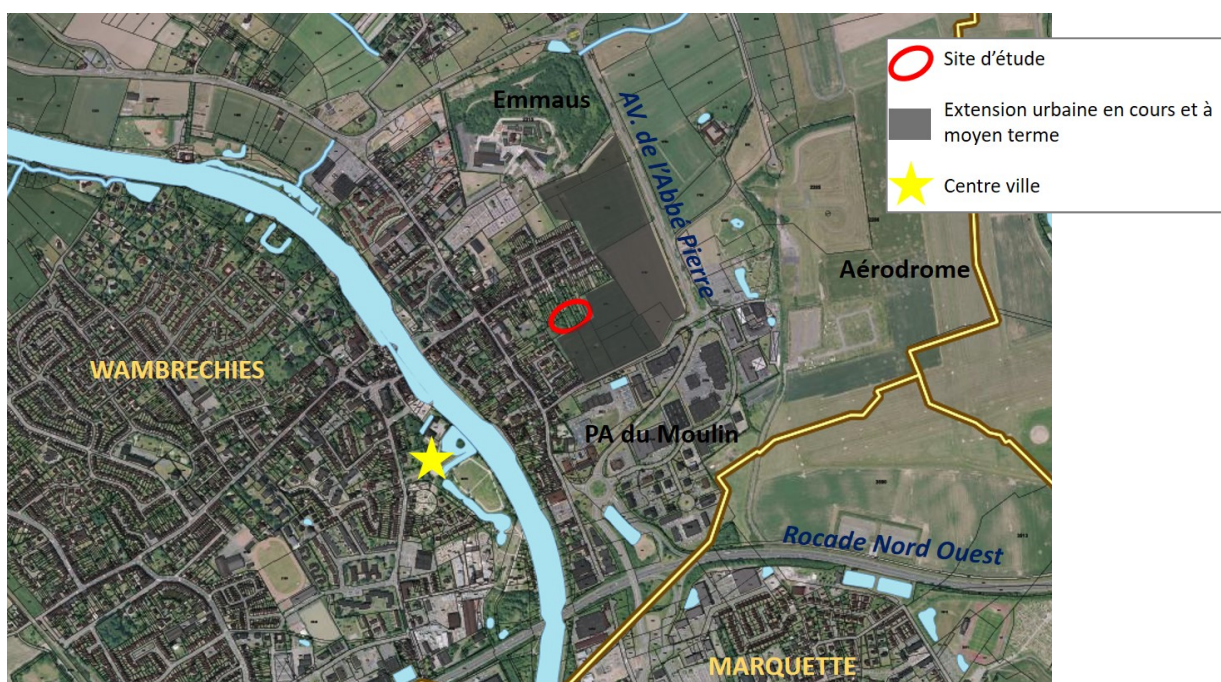 Site d'étude
Extension urbaine en cours et à
moyen terme
Centre ville
Emmaus
AV. de l'Abbé Pierre
Aérodrome
WAMBRECHIES
PA du Moulin
Rocade Nord Ouest
MARQUETTE